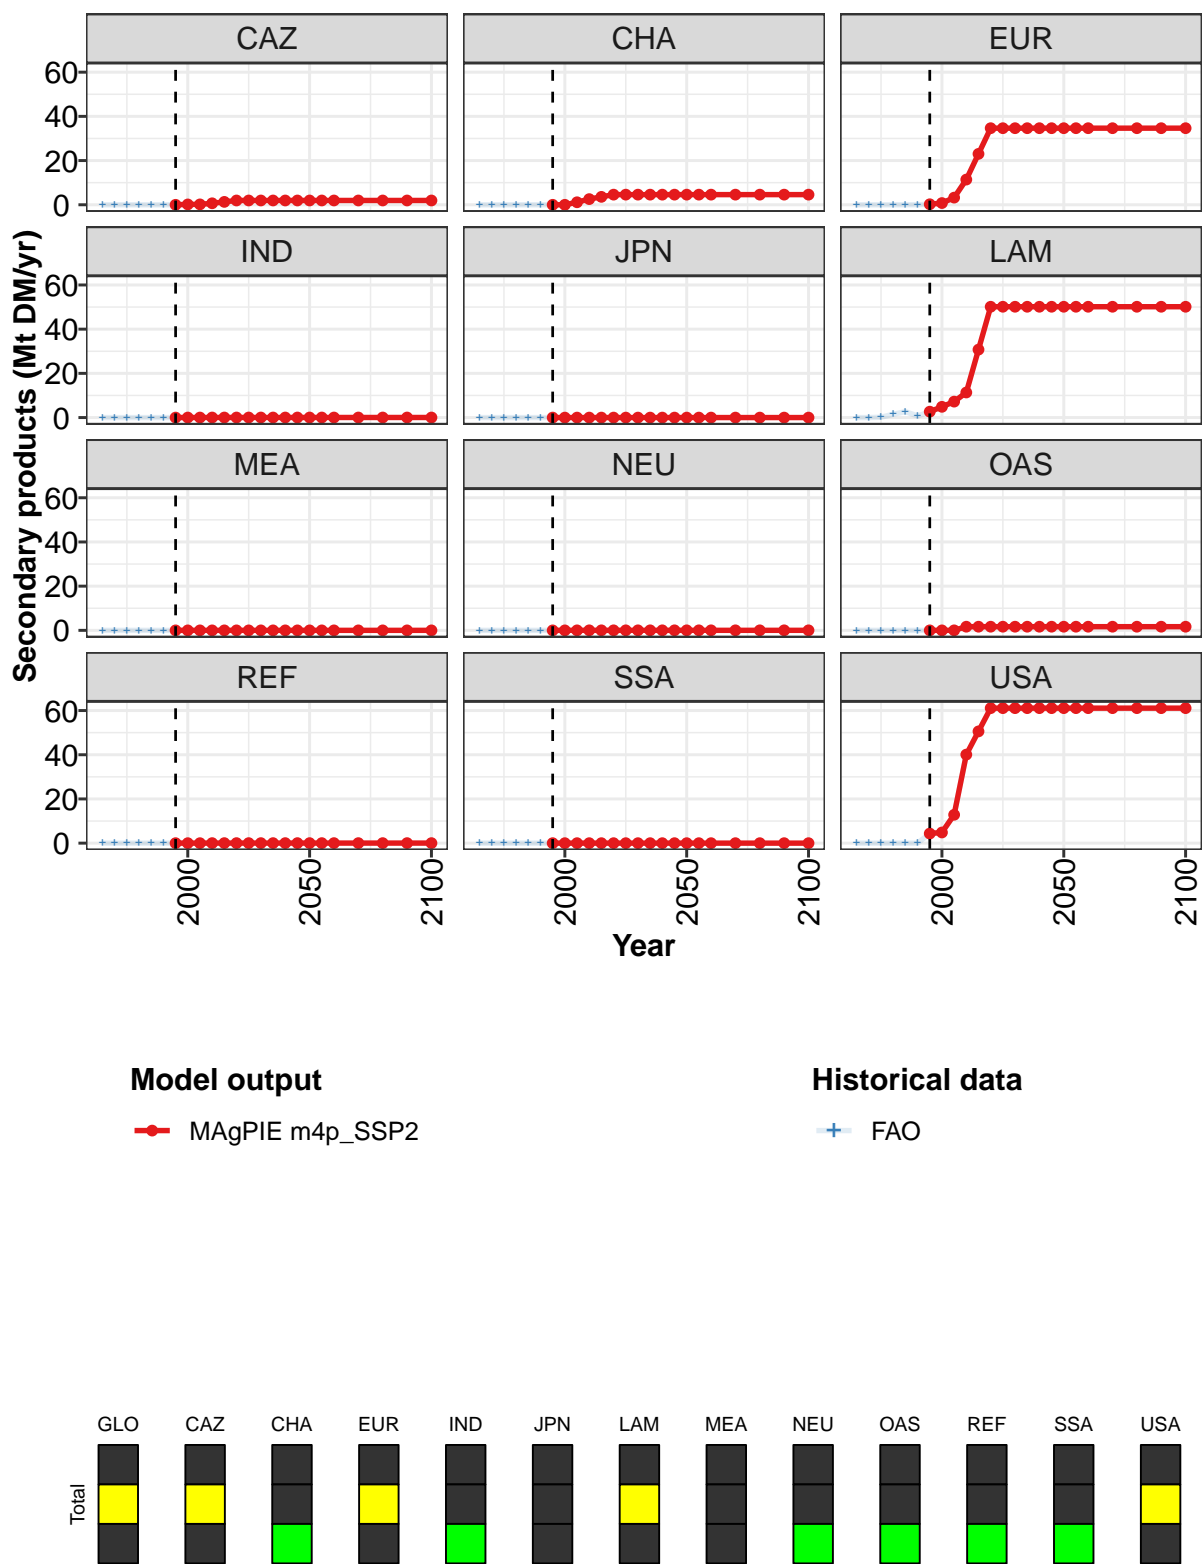 CAZ CHA EUR
60
40
20
0
IND JPN LAM
60
40
20
0
MEA NEU OAS
60
40
20
0
REF SSA USA
60
40
20
0
Secondary products (Mt DM/yr)
2000 2050 2100 2000 2050 2100 2000 2050 2100
Year
Model output Historical data
MAgPIE m4p_SSP2 FAO
GLO CAZ CHA EUR IND JPN LAM MEA NEU OAS REF SSA USA
Total